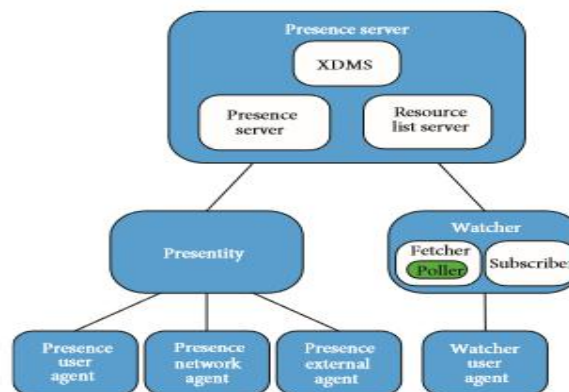 Presence server
XDMS
Presence
server
Resource
list server
Presentity
Watcher
Fetcher
Poller
Subscriber
Presence
user
agent
Presence
network
agent
Presence
external
agent
Watcher
user
agent